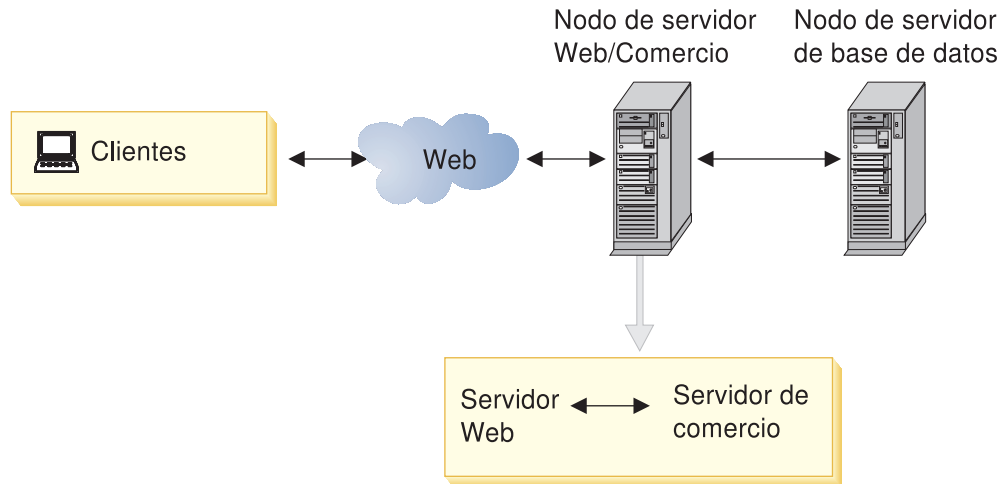 Nodo de servidor
Web/Comercio
Nodo de servidor
de base de datos
Clientes
Web
Servidor
Web
Servidor de
comercio